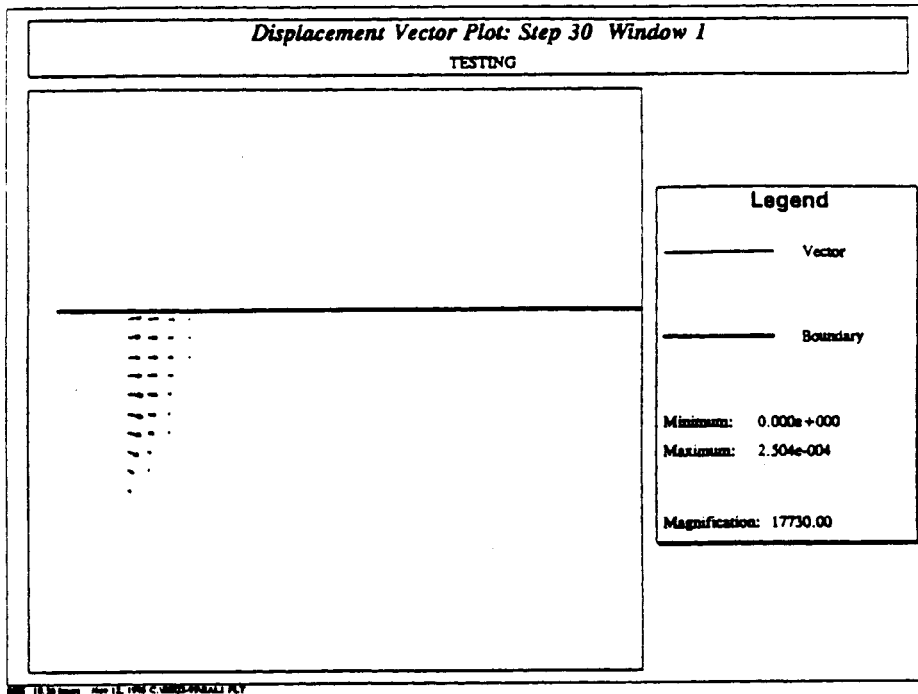 Displacement Vector Plot: Step 30 Window 1
TESTING
Legend
Vector
Boundary
Minimum: 0.000e+000
Maximum: 2.504e-004
Magnification: 17730.00